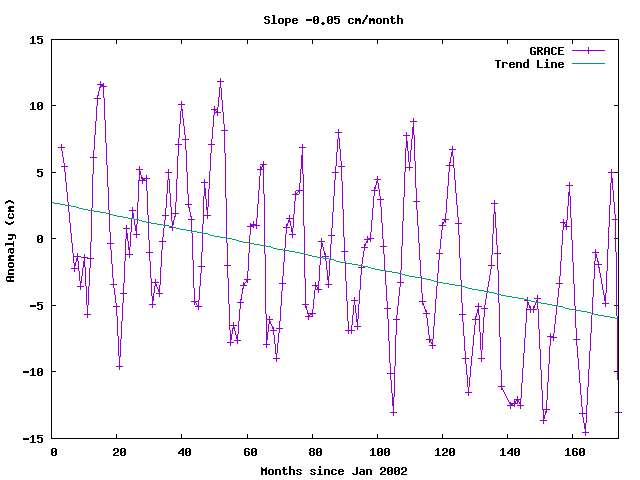 Slope -0.05 cm/month
GRACE
Trend Line
Anomaly (cm)
15
10
5
0
-5
-10
-15
0 20 40 60 80 100 120 140 160
Months since Jan 2002